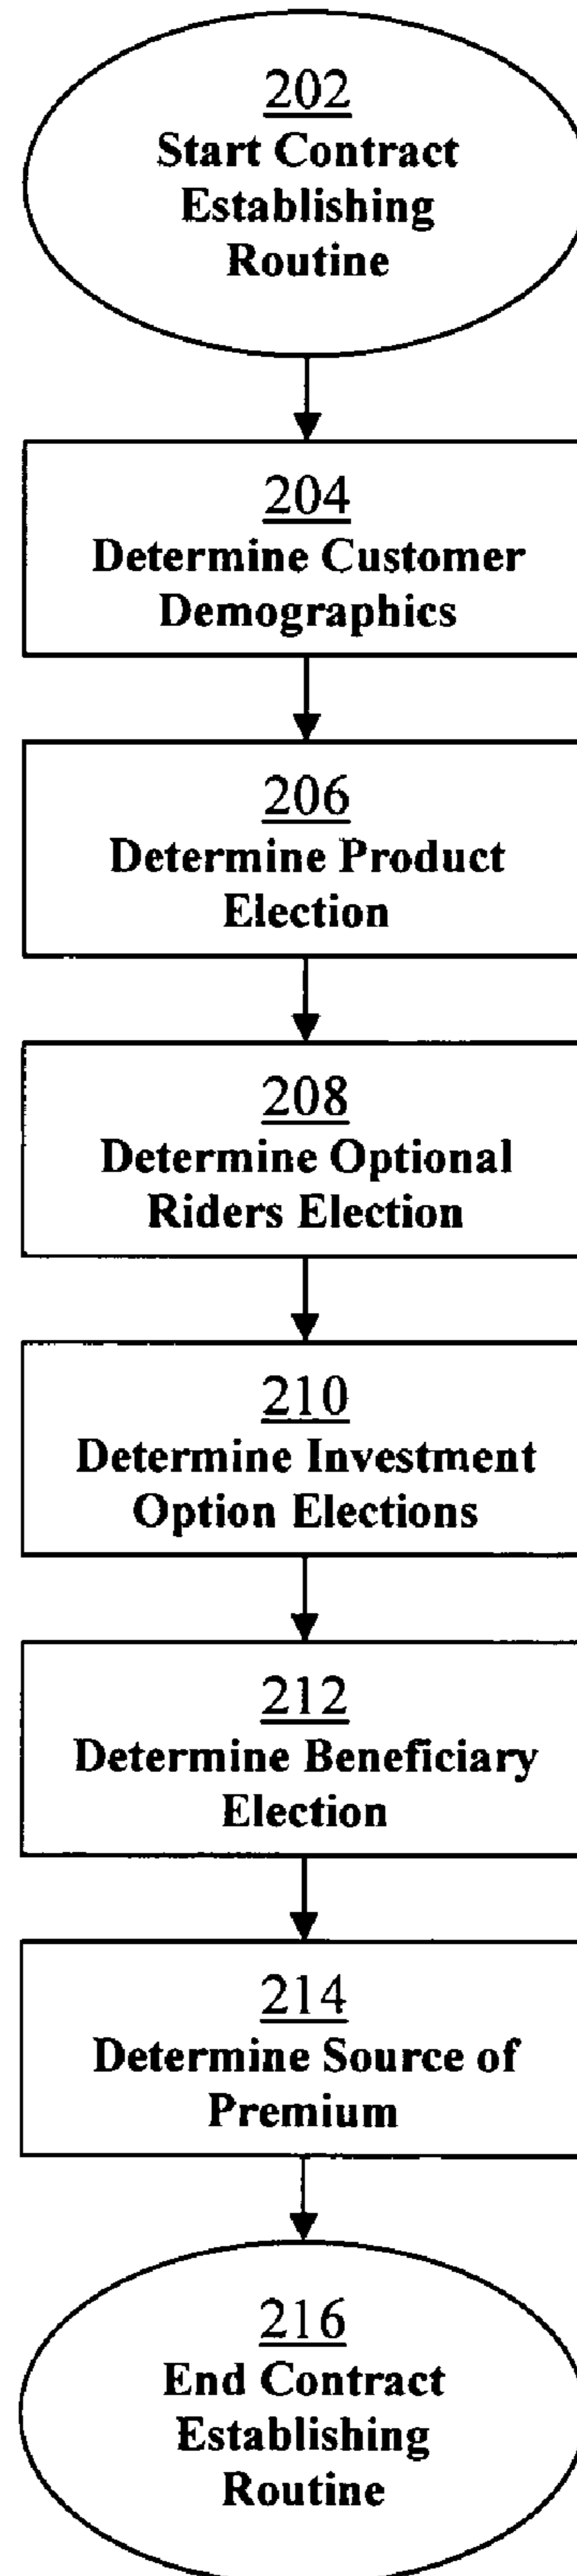 202
Start Contract
Establishing
Routine
204
Determine Customer
Demographics
206
Determine Product
Election
208
Determine Optional
Riders Election
210
Determine Investment
Option Elections
212
Determine Beneficiary
Election
214
Determine Source of
Premium
216
End Contract
Establishing
Routine